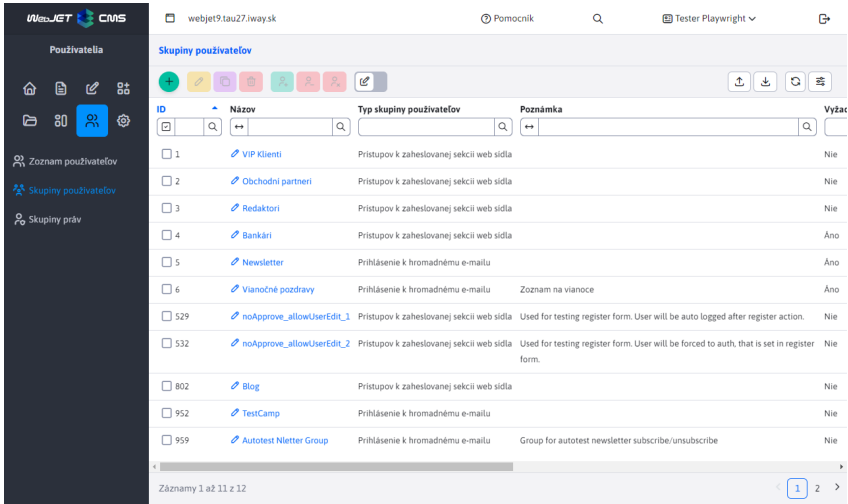 WebJET CMS
webjet9.tau27.iway.sk
Pomocník
Tester Playwright
Používatelia
Skupiny používateľov
Zoznam používateľov
Skupiny používateľov
Skupiny práv
ID Názov Typ skupiny používateľov Poznámka Vyžad
1 VIP Klienti Prístupov k zaheslovanej sekcii web sídla Nie
2 Obchodní partneri Prístupov k zaheslovanej sekcii web sídla Nie
3 Redaktori Prístupov k zaheslovanej sekcii web sídla Nie
4 Bankári Prístupov k zaheslovanej sekcii web sídla Áno
5 Newsletter Prihlásenie k hromadnému e-mailu Áno
6 Vianočné pozdravy Prihlásenie k hromadnému e-mailu Zoznam na vianoce Áno
529 noApprove_allowUserEdit_1 Prístupov k zaheslovanej sekcii web sídla Used for testing register form. User will be auto logged after register action. Nie
532 noApprove_allowUserEdit_2 Prístupov k zaheslovanej sekcii web sídla Used for testing register form. User will be forced to auth, that is set in register Nie
form.
802 Blog Prístupov k zaheslovanej sekcii web sídla Nie
952 TestCamp Prihlásenie k hromadnému e-mailu Nie
959 Autotest Nletter Group Prihlásenie k hromadnému e-mailu Group for autotest newsletter subscribe/unsubscribe Nie
Záznamy 1 až 11 z 12
1 2